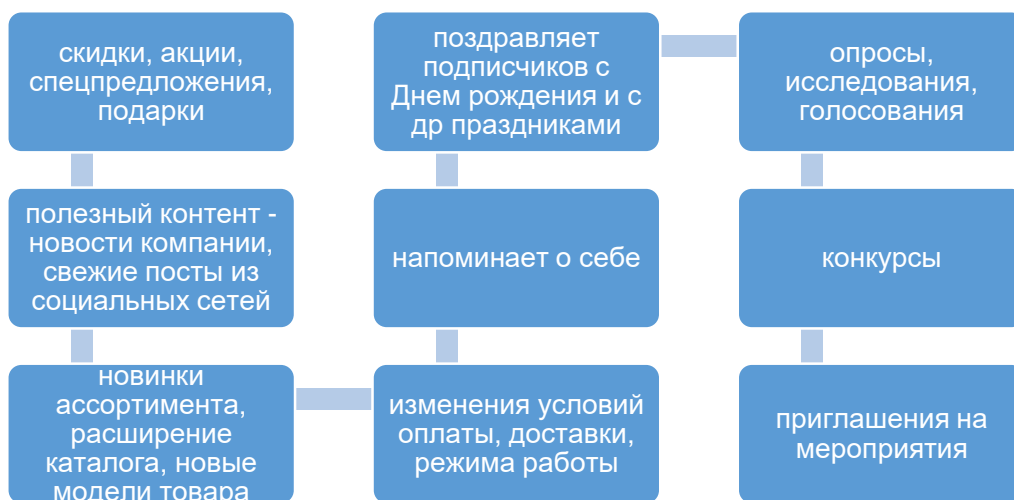 скидки, акции,
спецпредложения,
подарки
полезный контент -
новости компании,
свежие посты из
социальных сетей
новинки
ассортимента,
расширение
каталога, новые
модели товара
изменения условий
оплаты, доставки,
режима работы
напоминает о себе
поздравляет
подписчиков с
Днем рождения и с
др праздниками
опросы,
исследования,
голосования
конкурсы
приглашения на
мероприятия